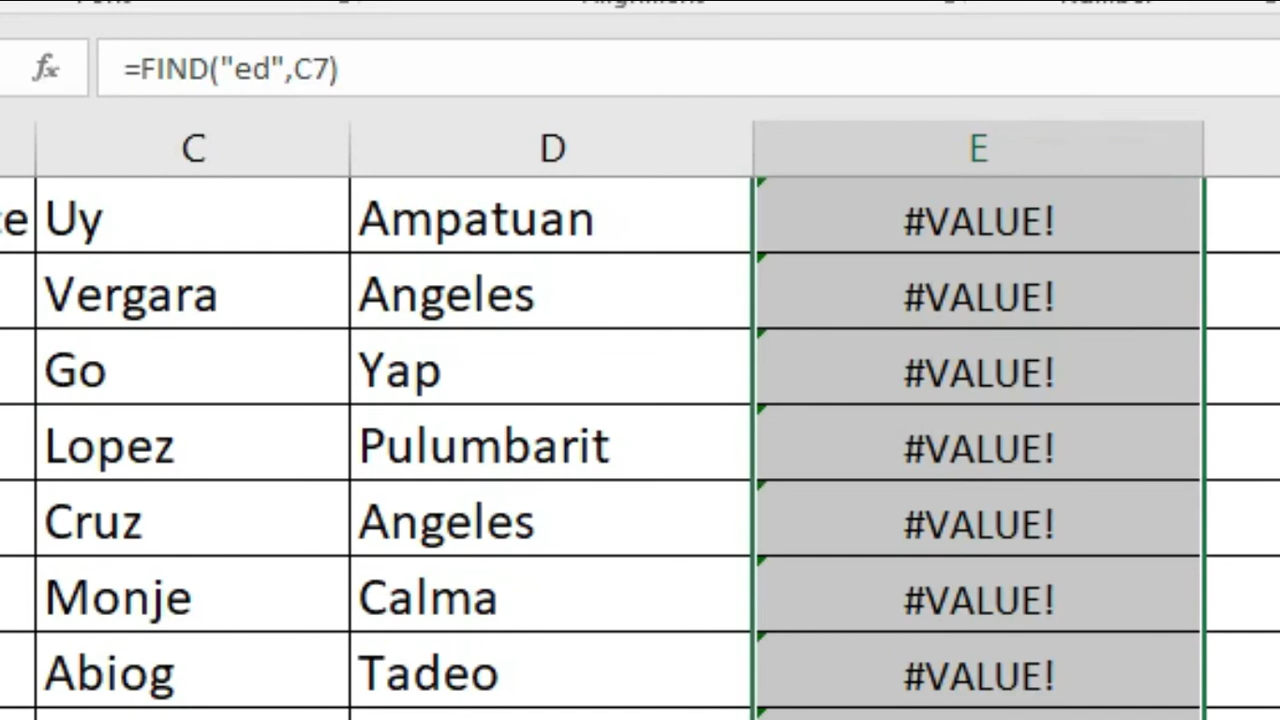 fx =FIND("ed",C7)
C D E
Uy Ampatuan #VALUE!
Vergara Angeles #VALUE!
Go Yap #VALUE!
Lopez Pulumbarit #VALUE!
Cruz Angeles #VALUE!
Monje Calma #VALUE!
Abiog Tadeo #VALUE!